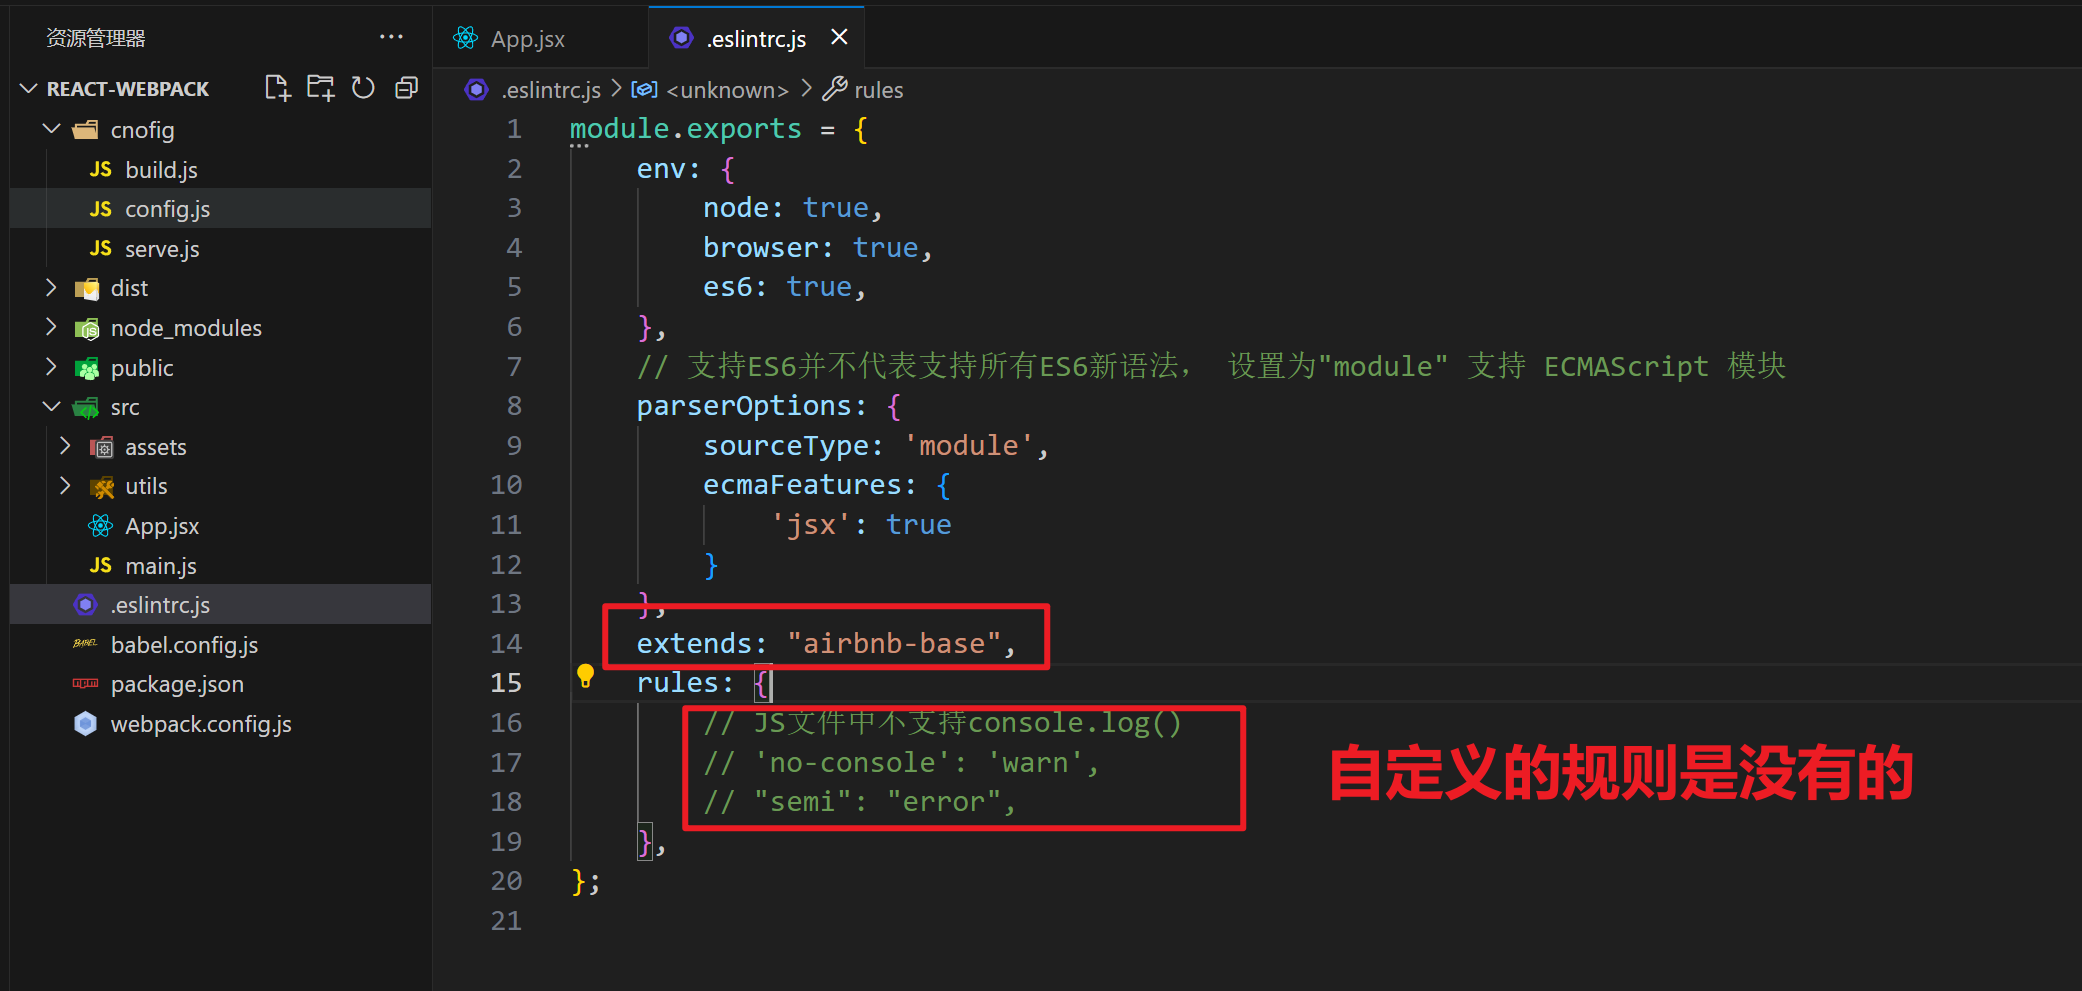 资源管理器
REACT-WEBPACK
cnofig
JS build.js
JS config.js
JS serve.js
dist
node_modules
public
src
assets
utils
App.jsx
JS main.js
.eslintrc.js
BABEL babel.config.js
package.json
webpack.config.js
App.jsx
.eslintrc.js
.eslintrc.js > <unknown> > rules
1 module.exports = {
2 env: {
3 node: true,
4 browser: true,
5 es6: true,
6 },
7 // 支持ES6并不代表支持所有ES6新语法， 设置为"module" 支持 ECMAScript 模块
8 parserOptions: {
9 sourceType: 'module',
10 ecmaFeatures: {
11 'jsx': true
12 }
13 },
14 extends: "airbnb-base",
15 rules: {
16 // JS文件中不支持console.log()
17 // 'no-console': 'warn',
18 // "semi": "error",
19 },
20 };
21
自定义的规则是没有的